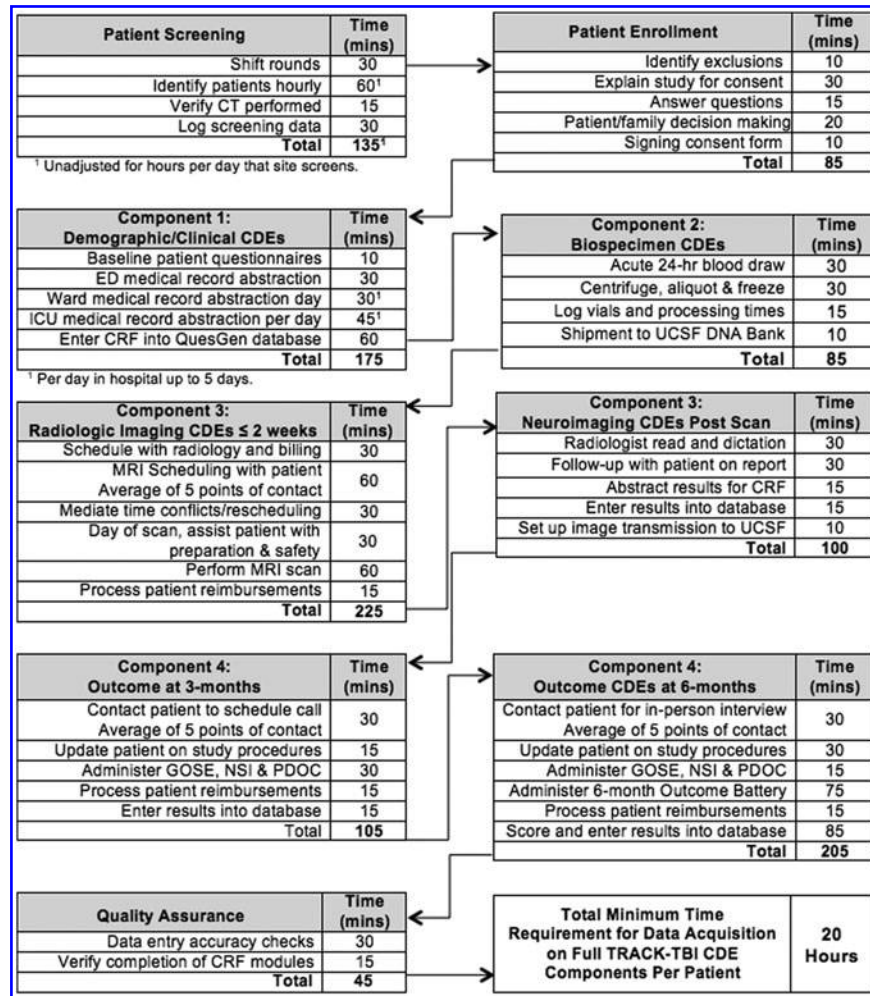 Patient Screening Time (mins)
Shift rounds 30
Identify patients hourly 60¹
Verify CT performed 15
Log screening data 30
Total 135¹
¹ Unadjusted for hours per day that site screens.
Patient Enrollment Time (mins)
Identify exclusions 10
Explain study for consent 30
Answer questions 15
Patient/family decision making 20
Signing consent form 10
Total 85
Component 1: Time
Demographic/Clinical CDEs (mins)
Baseline patient questionnaires 10
ED medical record abstraction 30
Ward medical record abstraction day 30¹
ICU medical record abstraction per day 45¹
Enter CRF into QuesGen database 60
Total 175
¹ Per day in hospital up to 5 days.
Component 2: Time
Biospecimen CDEs (mins)
Acute 24-hr blood draw 30
Centrifuge, aliquot & freeze 30
Log vials and processing times 15
Shipment to UCSF DNA Bank 10
Total 85
Component 3: Time
Radiologic Imaging CDEs ≤ 2 weeks (mins)
Schedule with radiology and billing 30
MRI Scheduling with patient
Average of 5 points of contact 60
Mediate time conflicts/rescheduling 30
Day of scan, assist patient with
preparation & safety 30
Perform MRI scan 60
Process patient reimbursements 15
Total 225
Component 3: Time
Neuroimaging CDEs Post Scan (mins)
Radiologist read and dictation 30
Follow-up with patient on report 30
Abstract results for CRF 15
Enter results into database 15
Set up image transmission to UCSF 10
Total 100
Component 4: Time
Outcome at 3-months (mins)
Contact patient to schedule call
Average of 5 points of contact 30
Update patient on study procedures 15
Administer GOSE, NSI & PDOC 30
Process patient reimbursements 15
Enter results into database 15
Total 105
Component 4: Time
Outcome CDEs at 6-months (mins)
Contact patient for in-person interview
Average of 5 points of contact 30
Update patient on study procedures 30
Administer GOSE, NSI & PDOC 15
Administer 6-month Outcome Battery 75
Process patient reimbursements 15
Score and enter results into database 85
Total 205
Quality Assurance Time (mins)
Data entry accuracy checks 30
Verify completion of CRF modules 15
Total 45
Total Minimum Time
Requirement for Data Acquisition 20
on Full TRACK-TBI CDE Hours
Components Per Patient